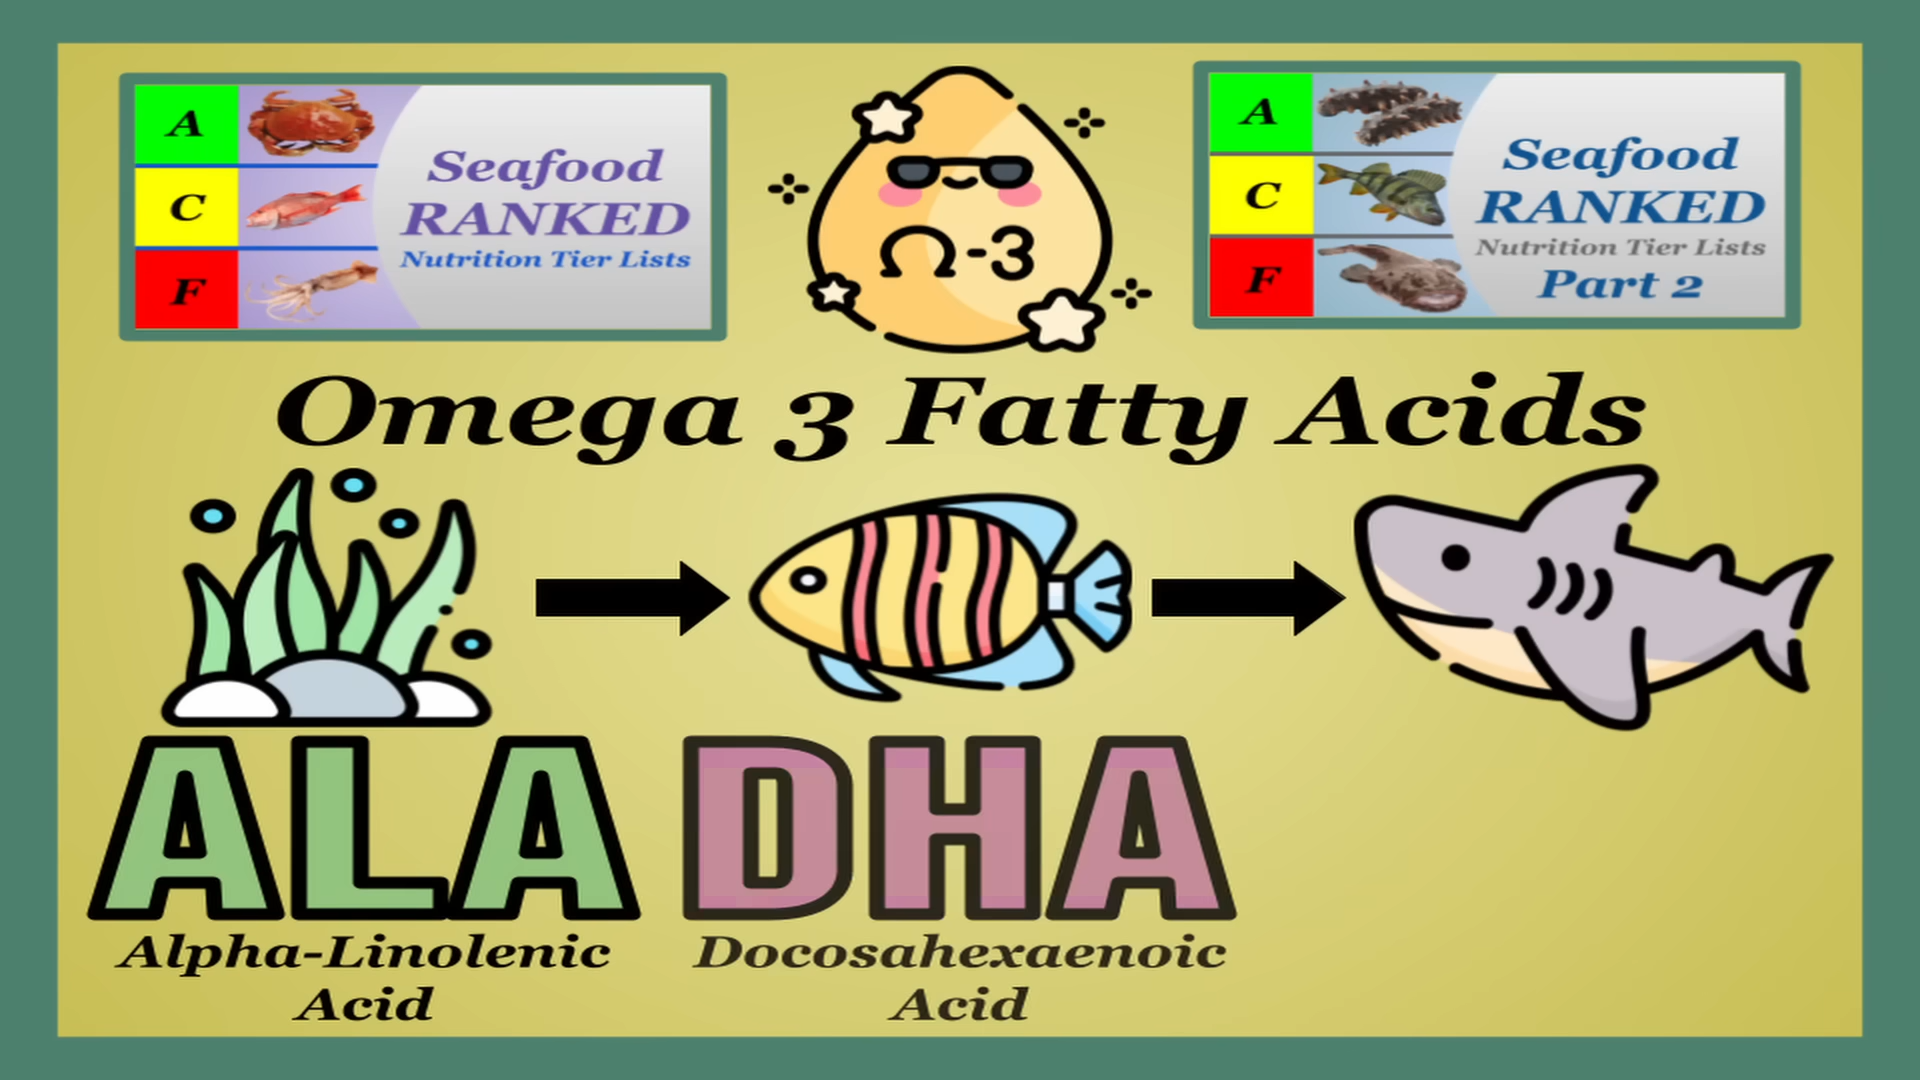 A
C
F
Seafood
RANKED
Nutrition Tier Lists
Ω-3
A
C
F
Seafood
RANKED
Nutrition Tier Lists
Part 2
Omega 3 Fatty Acids
ALA
Alpha-Linolenic
Acid
DHA
Docosahexaenoic
Acid